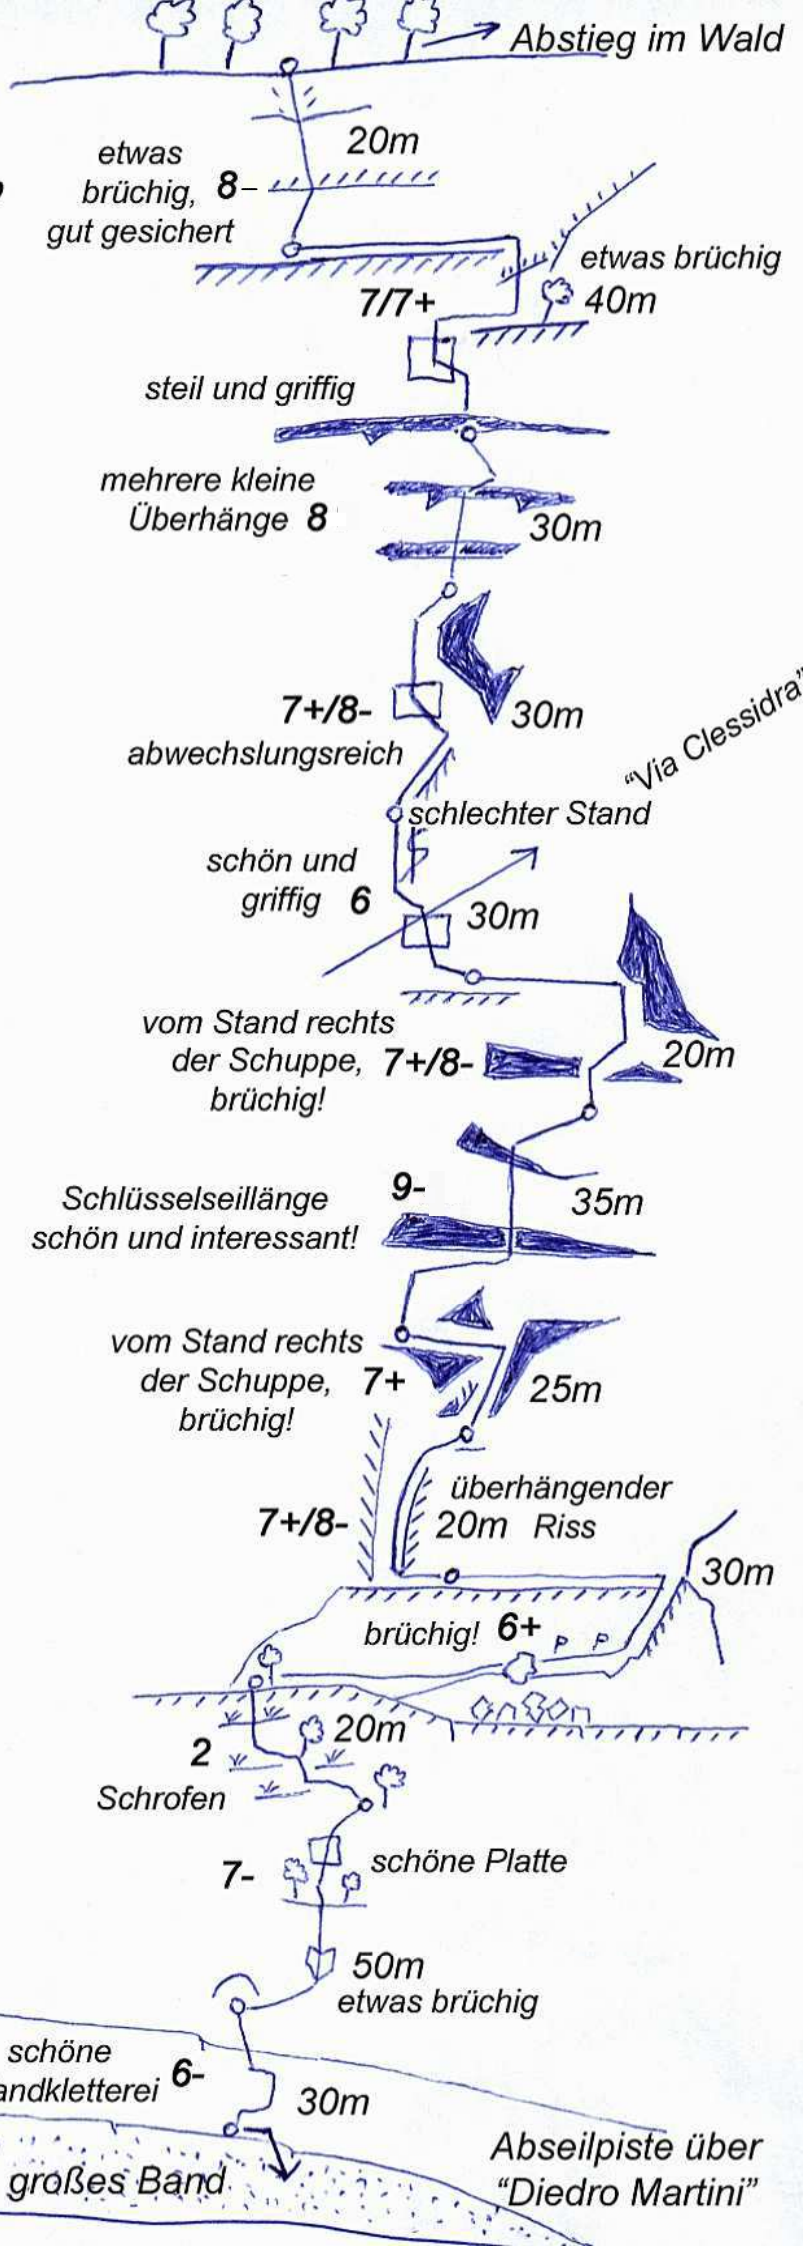 Abstieg im Wald
20m
etwas
brüchig, 8-
gut gesichert
etwas brüchig
7/7+ 40m
steil und griffig
mehrere kleine
Überhänge 8
30m
7+/8-
30m
abwechslungsreich
"Via Clessidra"
schlechter Stand
schön und
griffig 6
30m
vom Stand rechts
der Schuppe, 7+/8-
brüchig!
20m
9-
Schlüsselseillänge
35m
schön und interessant!
vom Stand rechts
der Schuppe, 7+
brüchig!
25m
überhängender
7+/8- 20m Riss
30m
brüchig! 6+
P P
20m
2
Schrofen
7- schöne Platte
50m
etwas brüchig
schöne
andkletterei 6-
30m
großes Band
Abseilpiste über
"Diedro Martini"